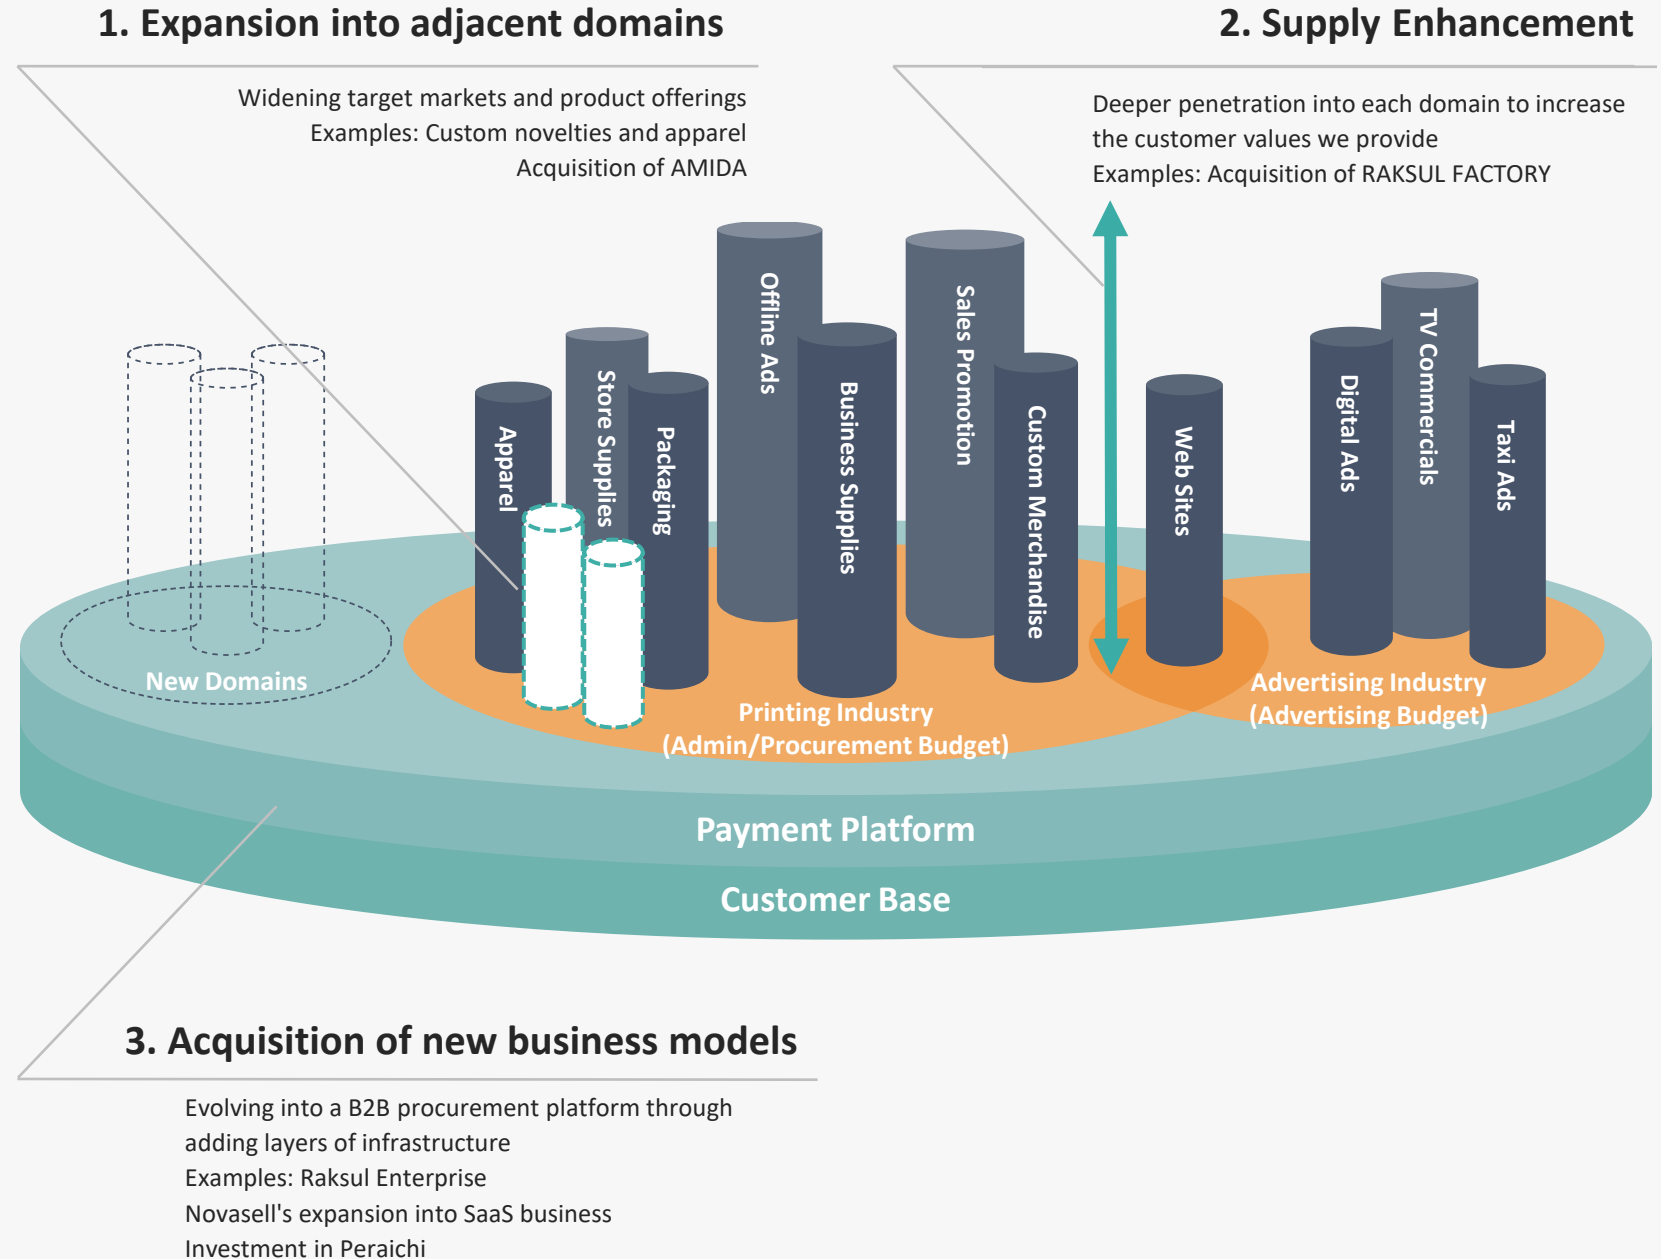 1. Expansion into adjacent domains
Widening target markets and product offerings
Examples: Custom novelties and apparel
Acquisition of AMIDA
2. Supply Enhancement
Deeper penetration into each domain to increase
the customer values we provide
Examples: Acquisition of RAKSUL FACTORY
Apparel
Store Supplies
Packaging
Offline Ads
Business Supplies
Sales Promotion
Custom Merchandise
Web Sites
Digital Ads
TV Commercials
Taxi Ads
New Domains
Printing Industry
(Admin/Procurement Budget)
Advertising Industry
(Advertising Budget)
Payment Platform
Customer Base
3. Acquisition of new business models
Evolving into a B2B procurement platform through
adding layers of infrastructure
Examples: Raksul Enterprise
Novasell's expansion into SaaS business
Investment in Peraichi